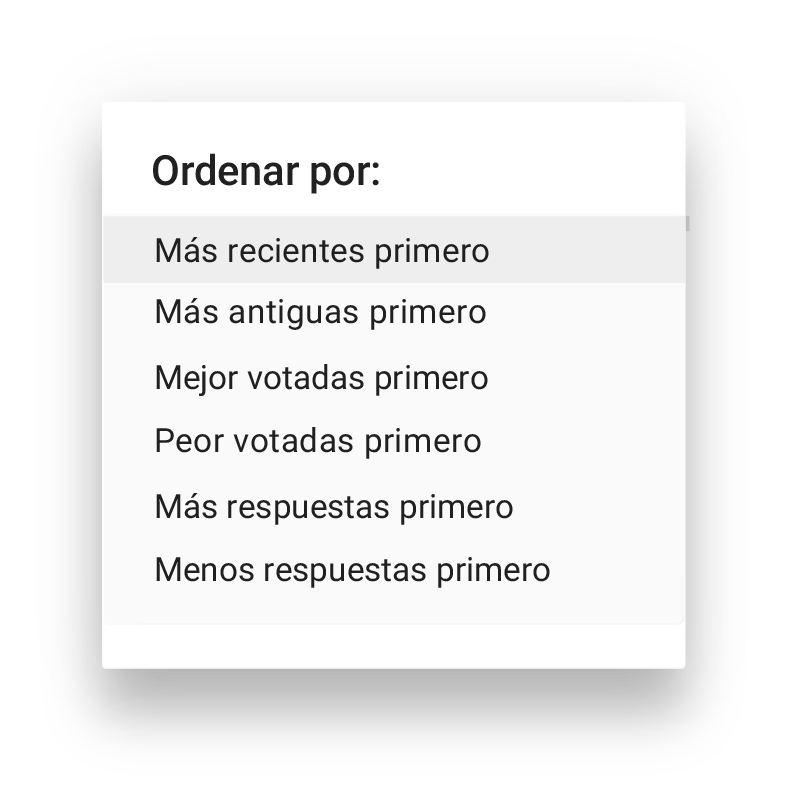 Ordenar por:
Más recientes primero
Más antiguas primero
Mejor votadas primero
Peor votadas primero
Más respuestas primero
Menos respuestas primero